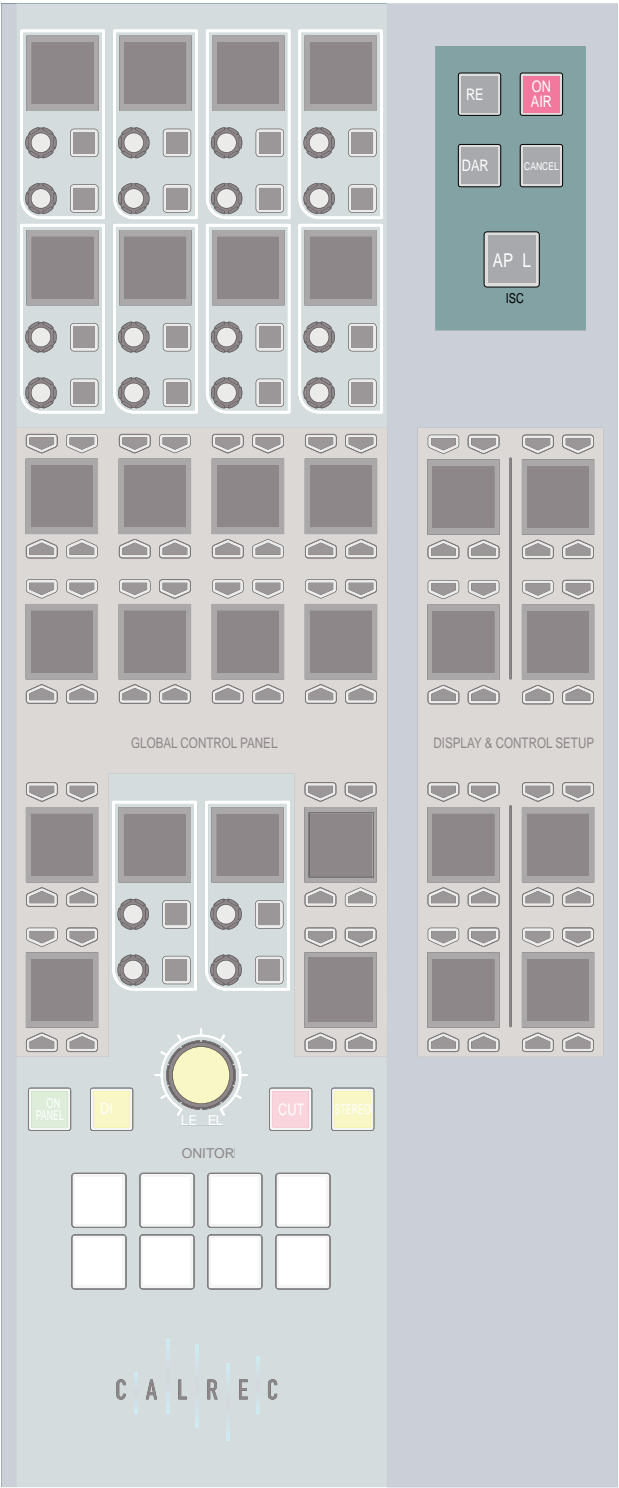 RE
ON
AIR
DAR
CANCEL
AP L
ISC
GLOBAL CONTROL PANEL
DISPLAY & CONTROL SETUP
ON
PANEL
DI
LE EL
CUT
STEREO
ONITOR
CALREC